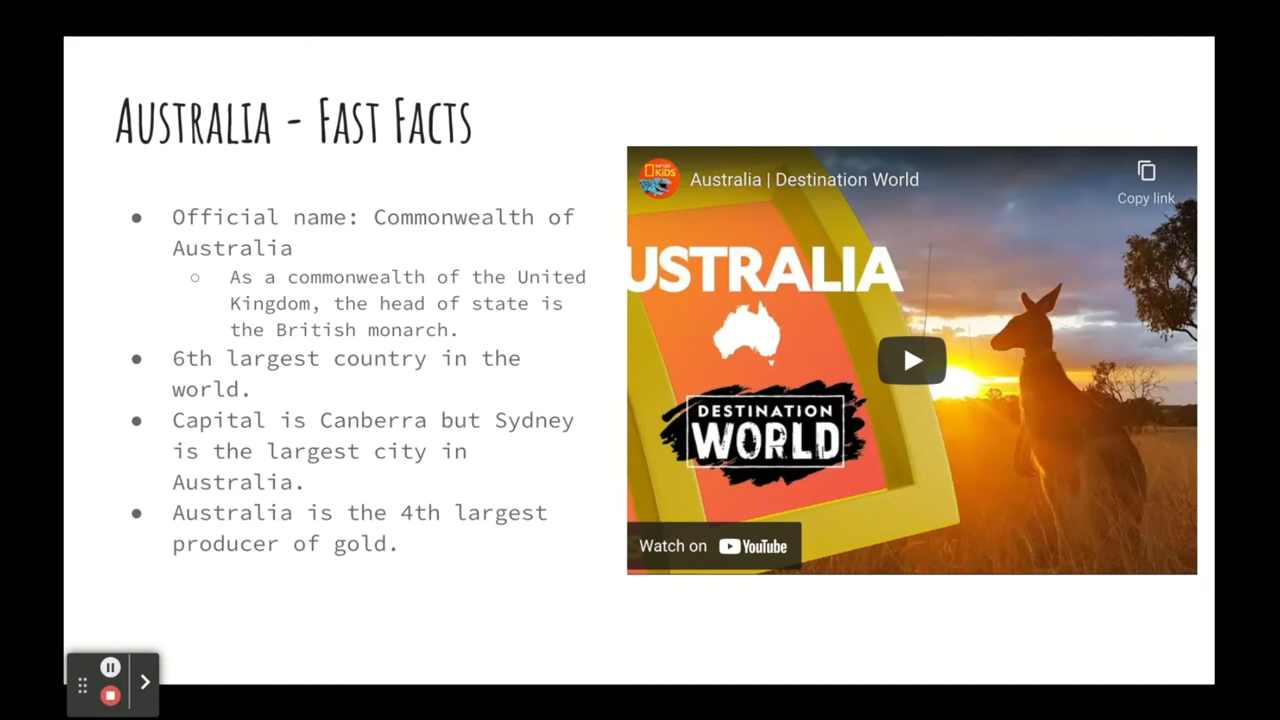 AUSTRALIA - FAST FACTS
● Official name: Commonwealth of
Australia
○ As a commonwealth of the United
Kingdom, the head of state is
the British monarch.
● 6th largest country in the
world.
● Capital is Canberra but Sydney
is the largest city in
Australia.
● Australia is the 4th largest
producer of gold.
NAT GEO
KiDS
Australia | Destination World
Copy link
USTRALIA
DESTINATION
WORLD
Watch on YouTube